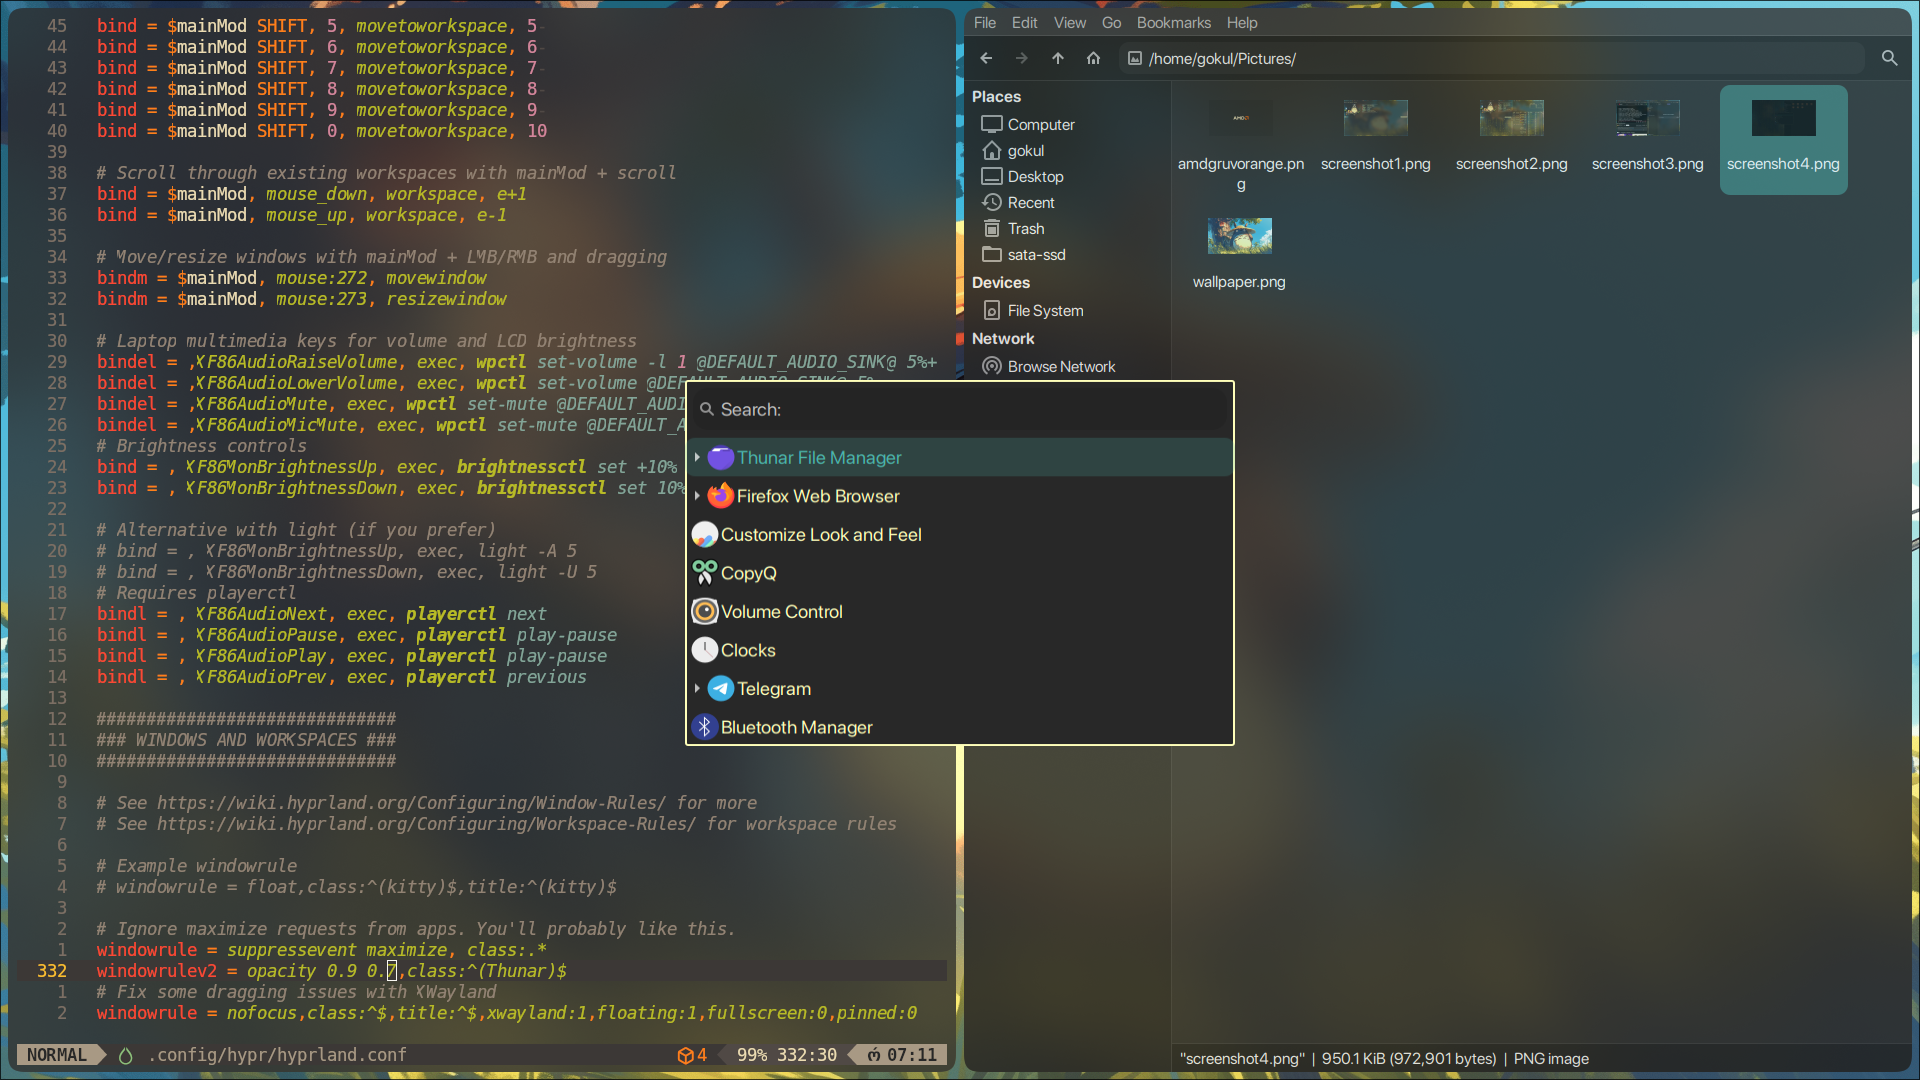 45 bind = $mainMod SHIFT, 5, movetoworkspace, 5
44 bind = $mainMod SHIFT, 6, movetoworkspace, 6
43 bind = $mainMod SHIFT, 7, movetoworkspace, 7
42 bind = $mainMod SHIFT, 8, movetoworkspace, 8
41 bind = $mainMod SHIFT, 9, movetoworkspace, 9
40 bind = $mainMod SHIFT, 0, movetoworkspace, 10
39
38 # Scroll through existing workspaces with mainMod + scroll
37 bind = $mainMod, mouse_down, workspace, e+1
36 bind = $mainMod, mouse_up, workspace, e-1
35
34 # Move/resize windows with mainMod + LMB/RMB and dragging
33 bindm = $mainMod, mouse:272, movewindow
32 bindm = $mainMod, mouse:273, resizewindow
31
30 # Laptop multimedia keys for volume and LCD brightness
29 bindel = ,XF86AudioRaiseVolume, exec, wpctl set-volume -l 1 @DEFAULT_AUDIO_SINK@ 5%+
28 bindel = ,XF86AudioLowerVolume, exec, wpctl set-volume @DEFAULT_AUDIO_SINK@ 5%-
27 bindel = ,XF86AudioMute, exec, wpctl set-mute @DEFAULT_AUDI
26 bindel = ,XF86AudioMicMute, exec, wpctl set-mute @DEFAULT_A
25 # Brightness controls
24 bind = , XF86MonBrightnessUp, exec, brightnessctl set +10%
23 bind = , XF86MonBrightnessDown, exec, brightnessctl set 10%
22
21 # Alternative with light (if you prefer)
20 # bind = , XF86MonBrightnessUp, exec, light -A 5
19 # bind = , XF86MonBrightnessDown, exec, light -U 5
18 # Requires playerctl
17 bindl = , XF86AudioNext, exec, playerctl next
16 bindl = , XF86AudioPause, exec, playerctl play-pause
15 bindl = , XF86AudioPlay, exec, playerctl play-pause
14 bindl = , XF86AudioPrev, exec, playerctl previous
13
12 ##############################
11 ### WINDOWS AND WORKSPACES ###
10 ##############################
9
8 # See https://wiki.hyprland.org/Configuring/Window-Rules/ for more
7 # See https://wiki.hyprland.org/Configuring/Workspace-Rules/ for workspace rules
6
5 # Example windowrule
4 # windowrule = float,class:^(kitty)$,title:^(kitty)$
3
2 # Ignore maximize requests from apps. You'll probably like this.
1 windowrule = suppressevent maximize, class:.*
332 windowrulev2 = opacity 0.9 0.7,class:^(Thunar)$
1 # Fix some dragging issues with XWayland
2 windowrule = nofocus,class:^$,title:^$,xwayland:1,floating:1,fullscreen:0,pinned:0
NORMAL .config/hypr/hyprland.conf 4 99% 332:30 07:11
File Edit View Go Bookmarks Help
/home/gokul/Pictures/
Places
Computer
gokul
Desktop
Recent
Trash
sata-ssd
Devices
File System
Network
Browse Network
AMD
amdgruvorange.pn
g
screenshot1.png
screenshot2.png
screenshot3.png
screenshot4.png
wallpaper.png
Search:
Thunar File Manager
Firefox Web Browser
Customize Look and Feel
CopyQ
Volume Control
Clocks
Telegram
Bluetooth Manager
"screenshot4.png" | 950.1 KiB (972,901 bytes) | PNG image